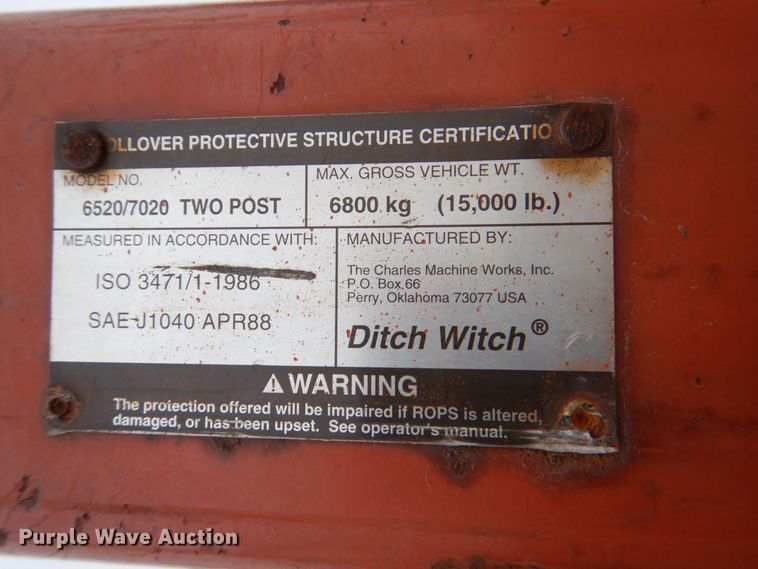 OLLOVER PROTECTIVE STRUCTURE CERTIFICATIO
MODEL NO.
6520/7020 TWO POST
MAX. GROSS VEHICLE WT.
6800 kg (15,000 lb.)
MEASURED IN ACCORDANCE WITH:
ISO 3471/1-1986
SAE J1040 APR88
MANUFACTURED BY:
The Charles Machine Works, Inc.
P.O. Box 66
Perry, Oklahoma 73077 USA
Ditch Witch®
⚠WARNING
The protection offered will be impaired if ROPS is altered,
damaged, or has been upset. See operator's manual.
Purple Wave Auction